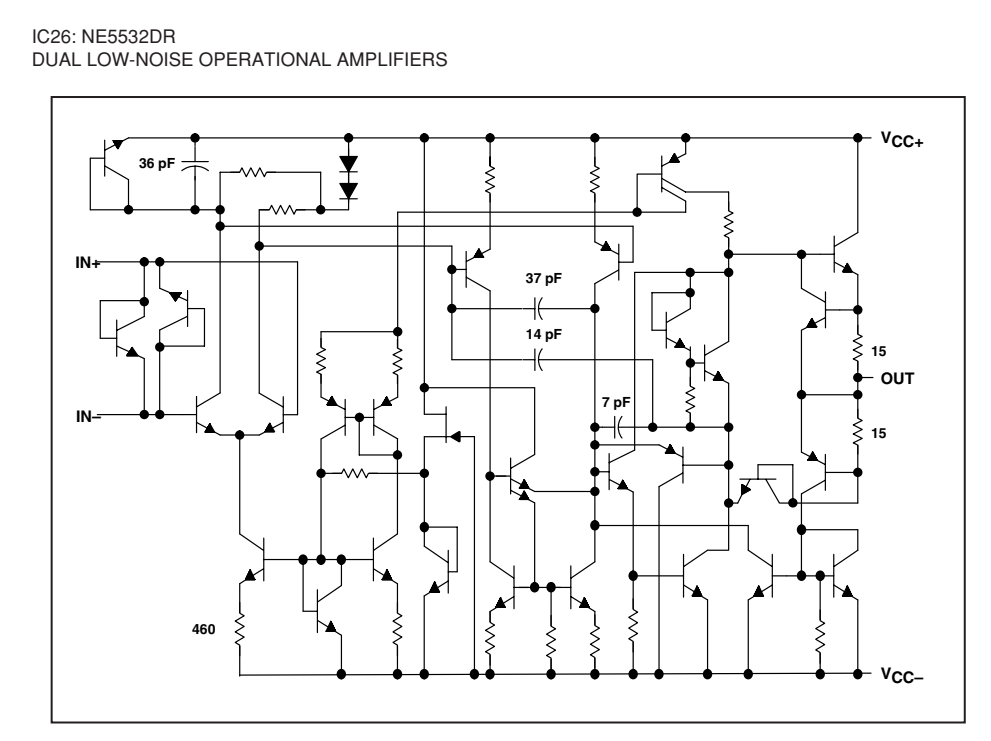 IC26: NE5532DR
DUAL LOW-NOISE OPERATIONAL AMPLIFIERS
VCC+
36 pF
IN+
37 pF
14 pF
15
OUT
7 pF
IN–
15
460
VCC–